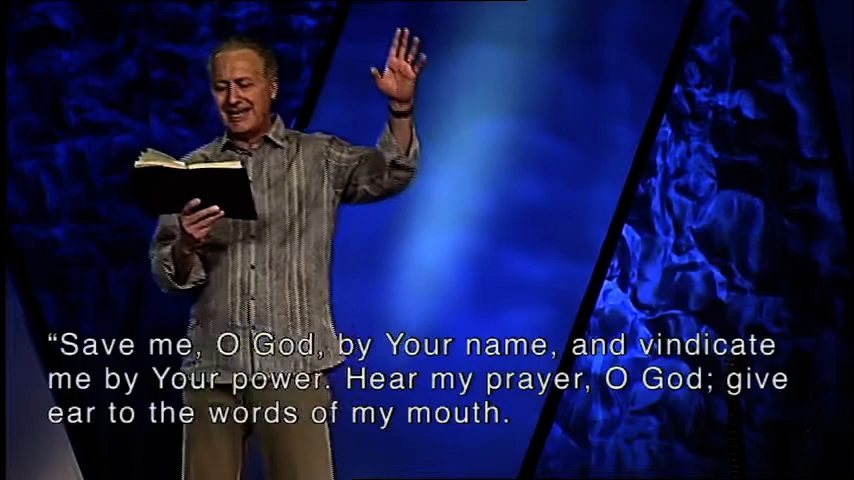 “Save me, O God, by Your name, and vindicate
me by Your power. Hear my prayer, O God; give
ear to the words of my mouth.